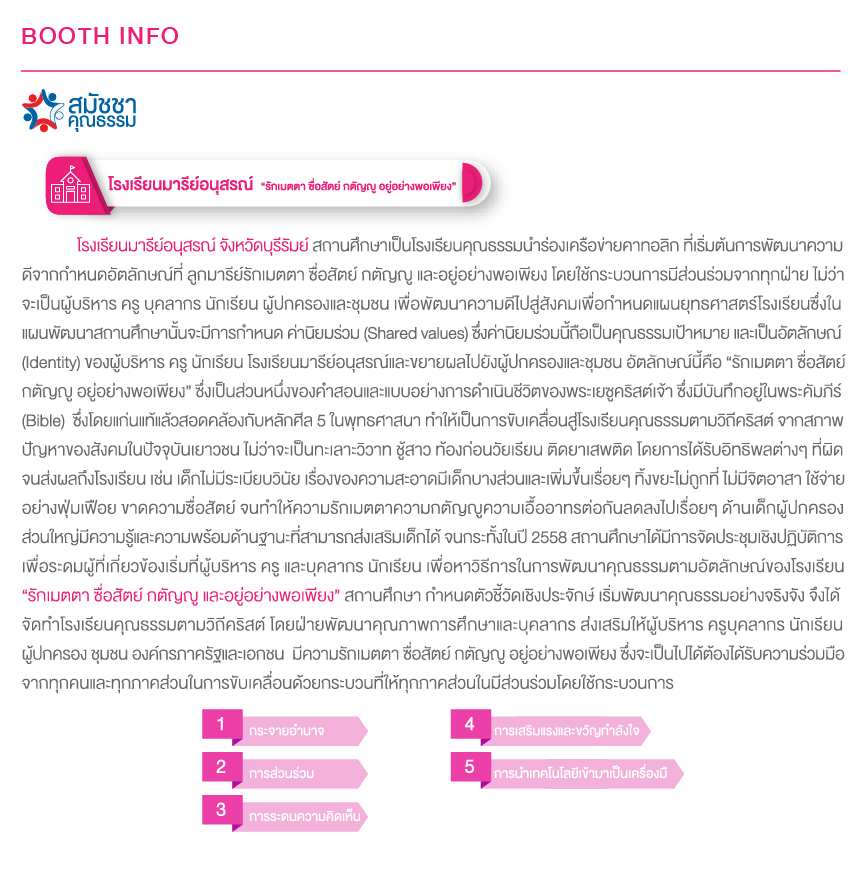 BOOTH INFO
สมัชชา
คุณธรรม
โรงเรียนมารีย์อนุสรณ์ “รักเมตตา ซื่อสัตย์ กตัญญู อยู่อย่างพอเพียง”
โรงเรียนมารีย์อนุสรณ์ จังหวัดบุรีรัมย์ สถานศึกษาเป็นโรงเรียนคุณธรรมนำร่องเครือข่ายคาทอลิก ที่เริ่มต้นการพัฒนาความ
ดีจากกำหนดอัตลักษณ์ที่ ลูกมารีย์รักเมตตา ซื่อสัตย์ กตัญญู และอยู่อย่างพอเพียง โดยใช้กระบวนการมีส่วนร่วมจากทุกฝ่าย ไม่ว่า
จะเป็นผู้บริหาร ครู บุคลากร นักเรียน ผู้ปกครองและชุมชน เพื่อพัฒนาความดีไปสู่สังคมเพื่อกำหนดแผนยุทธศาสตร์โรงเรียนซึ่งใน
แผนพัฒนาสถานศึกษานั้นจะมีการกำหนด ค่านิยมร่วม (Shared values) ซึ่งค่านิยมร่วมนี้ถือเป็นคุณธรรมเป้าหมาย และเป็นอัตลักษณ์
(Identity) ของผู้บริหาร ครู นักเรียน โรงเรียนมารีย์อนุสรณ์และขยายผลไปยังผู้ปกครองและชุมชน อัตลักษณ์นี้คือ “รักเมตตา ซื่อสัตย์
กตัญญู อยู่อย่างพอเพียง” ซึ่งเป็นส่วนหนึ่งของคำสอนและแบบอย่างการดำเนินชีวิตของพระเยซูคริสต์เจ้า ซึ่งมีบันทึกอยู่ในพระคัมภีร์
(Bible) ซึ่งโดยแก่นแท้แล้วสอดคล้องกับหลักศีล 5 ในพุทธศาสนา ทำให้เป็นการขับเคลื่อนสู่โรงเรียนคุณธรรมตามวิถีคริสต์ จากสภาพ
ปัญหาของสังคมในปัจจุบันเยาวชน ไม่ว่าจะเป็นทะเลาะวิวาท ชู้สาว ท้องก่อนวัยเรียน ติดยาเสพติด โดยการได้รับอิทธิพลต่างๆ ที่ผิด
จนส่งผลถึงโรงเรียน เช่น เด็กไม่มีระเบียบวินัย เรื่องของความสะอาดมีเด็กบางส่วนและเพิ่มขึ้นเรื่อยๆ ทิ้งขยะไม่ถูกที่ ไม่มีจิตอาสา ใช้จ่าย
อย่างฟุ่มเฟือย ขาดความซื่อสัตย์ จนทำให้ความรักเมตตาความกตัญญูความเอื้ออาทรต่อกันลดลงไปเรื่อยๆ ด้านเด็กผู้ปกครอง
ส่วนใหญ่มีความรู้และความพร้อมด้านฐานะที่สามารถส่งเสริมเด็กได้ จนกระทั้งในปี 2558 สถานศึกษาได้มีการจัดประชุมเชิงปฏิบัติการ
เพื่อระดมผู้ที่เกี่ยวข้องเริ่มที่ผู้บริหาร ครู และบุคลากร นักเรียน เพื่อหาวิธีการในการพัฒนาคุณธรรมตามอัตลักษณ์ของโรงเรียน
“รักเมตตา ซื่อสัตย์ กตัญญู และอยู่อย่างพอเพียง” สถานศึกษา กำหนดตัวชี้วัดเชิงประจักษ์ เริ่มพัฒนาคุณธรรมอย่างจริงจัง จึงได้
จัดทำโรงเรียนคุณธรรมตามวิถีคริสต์ โดยฝ่ายพัฒนาคุณภาพการศึกษาและบุคลากร ส่งเสริมให้ผู้บริหาร ครูบุคลากร นักเรียน
ผู้ปกครอง ชุมชน องค์กรภาครัฐและเอกชน มีความรักเมตตา ซื่อสัตย์ กตัญญู อยู่อย่างพอเพียง ซึ่งจะเป็นไปได้ต้องได้รับความร่วมมือ
จากทุกคนและทุกภาคส่วนในการขับเคลื่อนด้วยกระบวนที่ให้ทุกภาคส่วนในมีส่วนร่วมโดยใช้กระบวนการ
1 กระจายอำนาจ
2 การส่วนร่วม
3 การระดมความคิดเห็น
4 การเสริมแรงและขวัญกำลังใจ
5 การนำเทคโนโลยีเข้ามาเป็นเครื่องมื